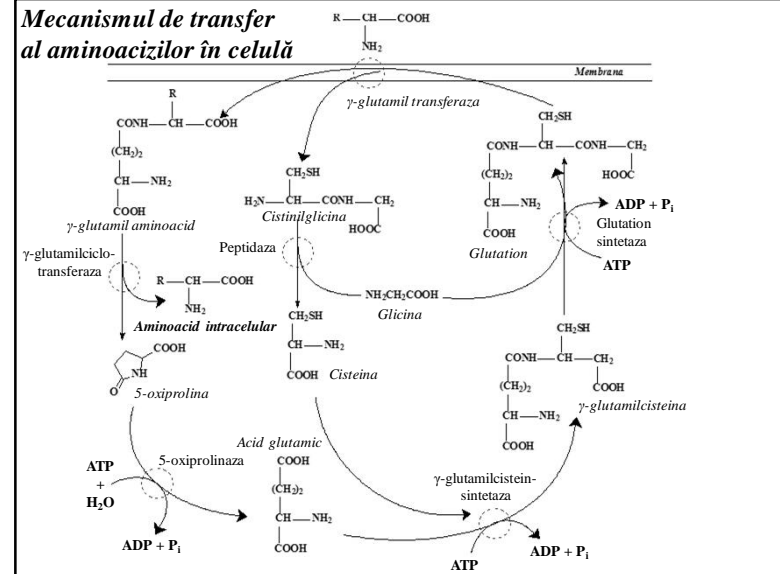 Mecanismul de transfer
al aminoacizilor în celulă
R — CH — COOH
NH₂
Membrana
γ-glutamil transferaza
R
CONH — CH — COOH
(CH₂)₂
CH — NH₂
COOH
γ-glutamil aminoacid
CH₂SH
H₂N — CH — CONH — CH₂
HOOC
Cistinilglicina
CH₂SH
CONH — CH — CONH — CH₂
(CH₂)₂
HOOC
CH — NH₂
COOH
Glutation
ADP + Pᵢ
Glutation
sintetaza
ATP
γ-glutamilciclo-
transferaza
R — CH — COOH
NH₂
Aminoacid intracelular
Peptidaza
NH₂CH₂COOH
Glicina
CH₂SH
CH — NH₂
COOH
Cisteina
COOH
NH
O
5-oxiprolina
CH₂SH
CONH — CH — CH₂
(CH₂)₂
COOH
CH — NH₂
COOH
γ-glutamilcisteina
ATP
+
H₂O
5-oxiprolinaza
ADP + Pᵢ
Acid glutamic
COOH
(CH₂)₂
CH — NH₂
COOH
γ-glutamilcistein-
sintetaza
ATP
ADP + Pᵢ